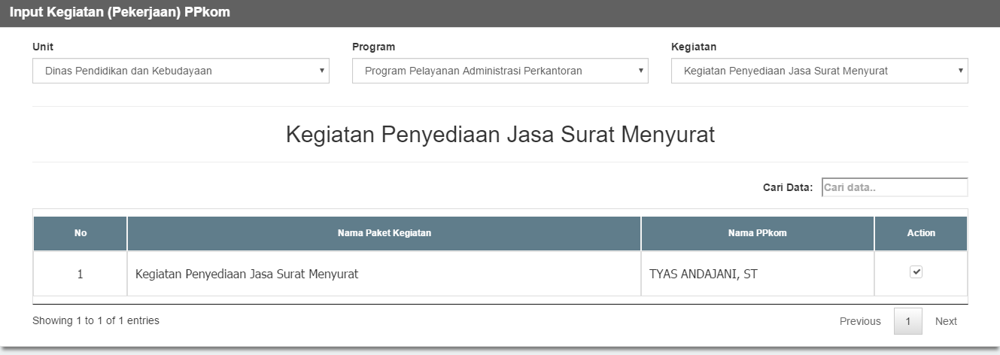 Input Kegiatan (Pekerjaan) PPkom
Unit Program Kegiatan
Dinas Pendidikan dan Kebudayaan Program Pelayanan Administrasi Perkantoran Kegiatan Penyediaan Jasa Surat Menyurat
Kegiatan Penyediaan Jasa Surat Menyurat
Cari Data: Cari data..
No Nama Paket Kegiatan Nama PPkom Action
1 Kegiatan Penyediaan Jasa Surat Menyurat TYAS ANDAJANI, ST
Showing 1 to 1 of 1 entries Previous 1 Next